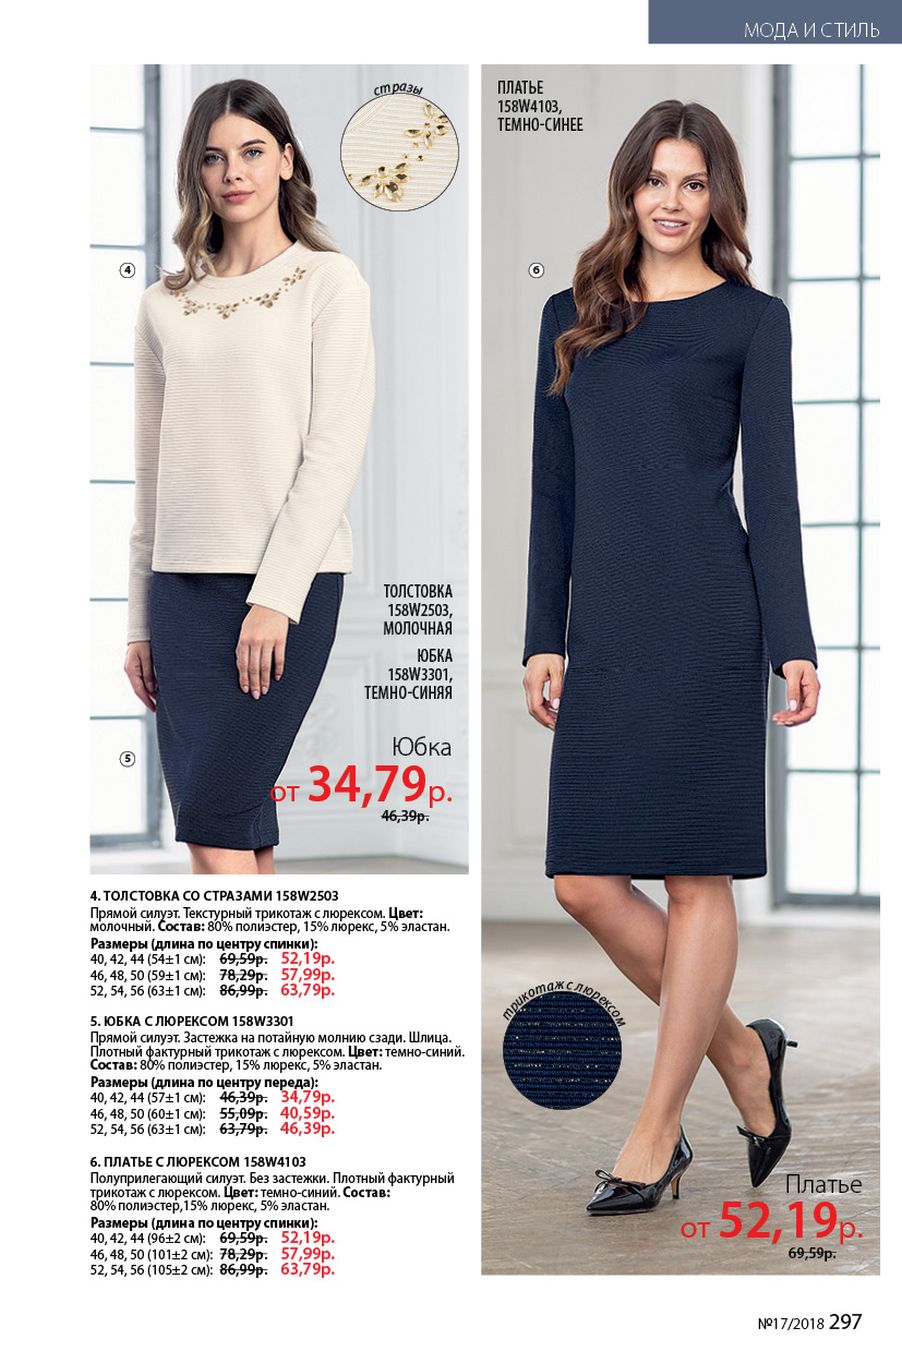 МОДА И СТИЛЬ
стразы
4
ТОЛСТОВКА
158W2503,
МОЛОЧНАЯ
ЮБКА
158W3301,
ТЕМНО-СИНЯЯ
5
Юбка
от 34,79р.
46,39р.
ПЛАТЬЕ
158W4103,
ТЕМНО-СИНЕЕ
6
4. ТОЛСТОВКА СО СТРАЗАМИ 158W2503
Прямой силуэт. Текстурный трикотаж с люрексом. Цвет:
молочный. Состав: 80% полиэстер, 15% люрекс, 5% эластан.
Размеры (длина по центру спинки):
40, 42, 44 (54±1 см): 69,59р. 52,19р.
46, 48, 50 (59±1 см): 78,29р. 57,99р.
52, 54, 56 (63±1 см): 86,99р. 63,79р.
5. ЮБКА С ЛЮРЕКСОМ 158W3301
Прямой силуэт. Застежка на потайную молнию сзади. Шлица.
Плотный фактурный трикотаж с люрексом. Цвет: темно-синий.
Состав: 80% полиэстер, 15% люрекс, 5% эластан.
Размеры (длина по центру переда):
40, 42, 44 (57±1 см): 46,39р. 34,79р.
46, 48, 50 (60±1 см): 55,09р. 40,59р.
52, 54, 56 (63±1 см): 63,79р. 46,39р.
6. ПЛАТЬЕ С ЛЮРЕКСОМ 158W4103
Полуприлегающий силуэт. Без застежки. Плотный фактурный
трикотаж с люрексом. Цвет: темно-синий. Состав:
80% полиэстер,15% люрекс, 5% эластан.
Размеры (длина по центру спинки):
40, 42, 44 (96±2 см): 69,59р. 52,19р.
46, 48, 50 (101±2 см): 78,29р. 57,99р.
52, 54, 56 (105±2 см): 86,99р. 63,79р.
трикотаж с люрексом
Платье
от 52,19р.
69,59р.
№17/2018 297